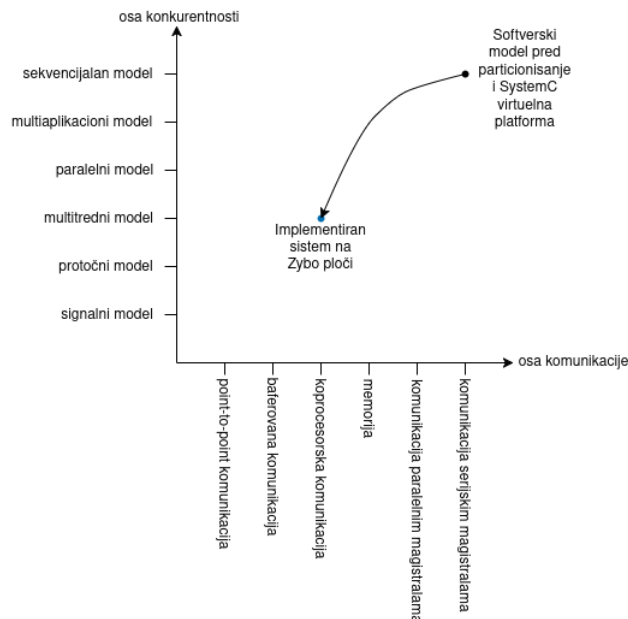 osa konkurentnosti
Softverski
model pred
particionisanje
i SystemC
virtuelna
platforma
sekvencijalan model
multiaplikacioni model
paralelni model
multitredni model
Implementiran
sistem na
Zybo ploči
protočni model
signalni model
osa komunikacije
point-to-point komunikacija
baferovana komunikacija
koprocesorska komunikacija
memorija
komunikacija paralelnim magistralama
komunikacija serijskim magistralama